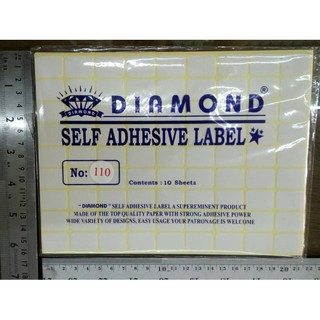 DIAMOND
DIAMOND ®
SELF ADHESIVE LABEL
No: 110
Contents : 10 Sheets
"DIAMOND" SELF ADHESIVE LABEL A SUPEREMINENT PRODUCT
MADE OF THE TOP QUALITY PAPER WITH STRONG ADHESIVE POWER
WIDE VARIETY OF DESIGNS, EASY USAGE YOUR PATRONAGE IS WELCOME